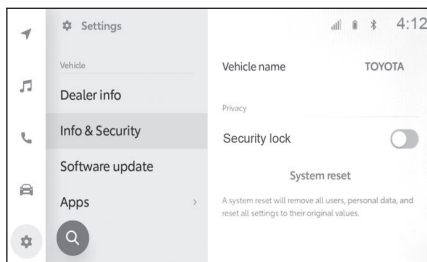 Settings
4:12
Vehicle
Dealer info
Info & Security
Software update
Apps
Vehicle name TOYOTA
Privacy
Security lock
System reset
A system reset will remove all users, personal data, and
reset all settings to their original values.